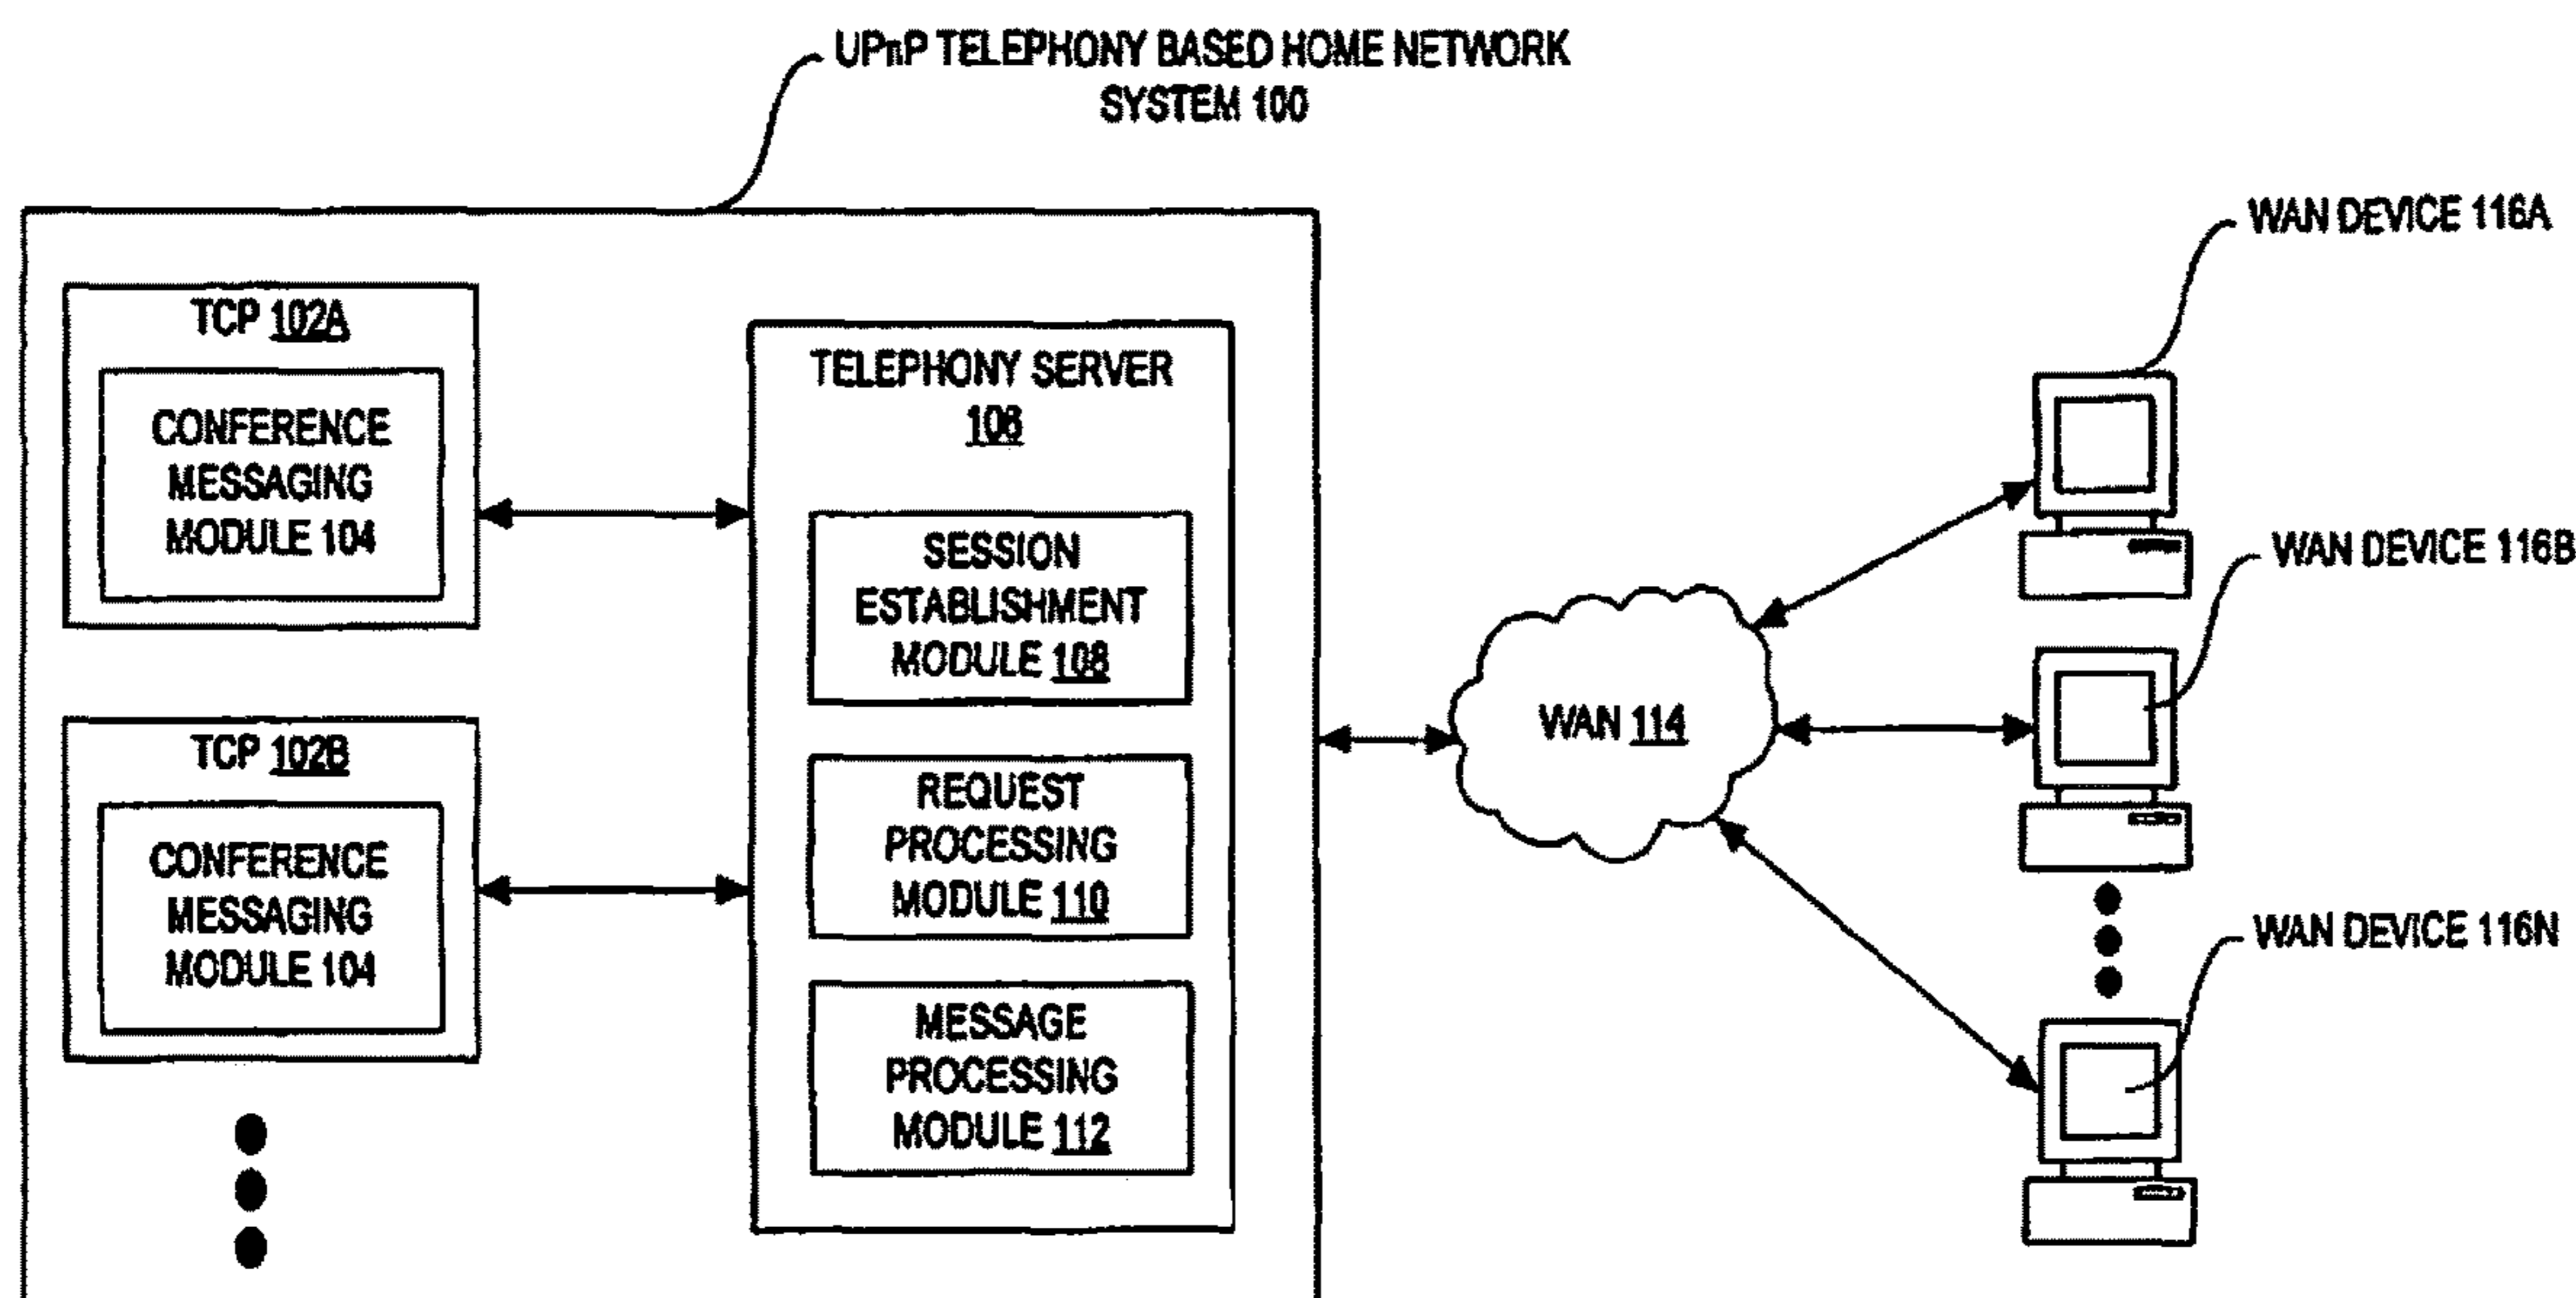 UPnP TELEPHONY BASED HOME NETWORK
SYSTEM 100
WAN DEVICE 116A
TCP 102A
CONFERENCE
MESSAGING
MODULE 104
TELEPHONY SERVER
106
SESSION
ESTABLISHMENT
MODULE 108
WAN DEVICE 116B
WAN 114
TCP 102B
CONFERENCE
MESSAGING
MODULE 104
REQUEST
PROCESSING
MODULE 110
WAN DEVICE 116N
MESSAGE
PROCESSING
MODULE 112